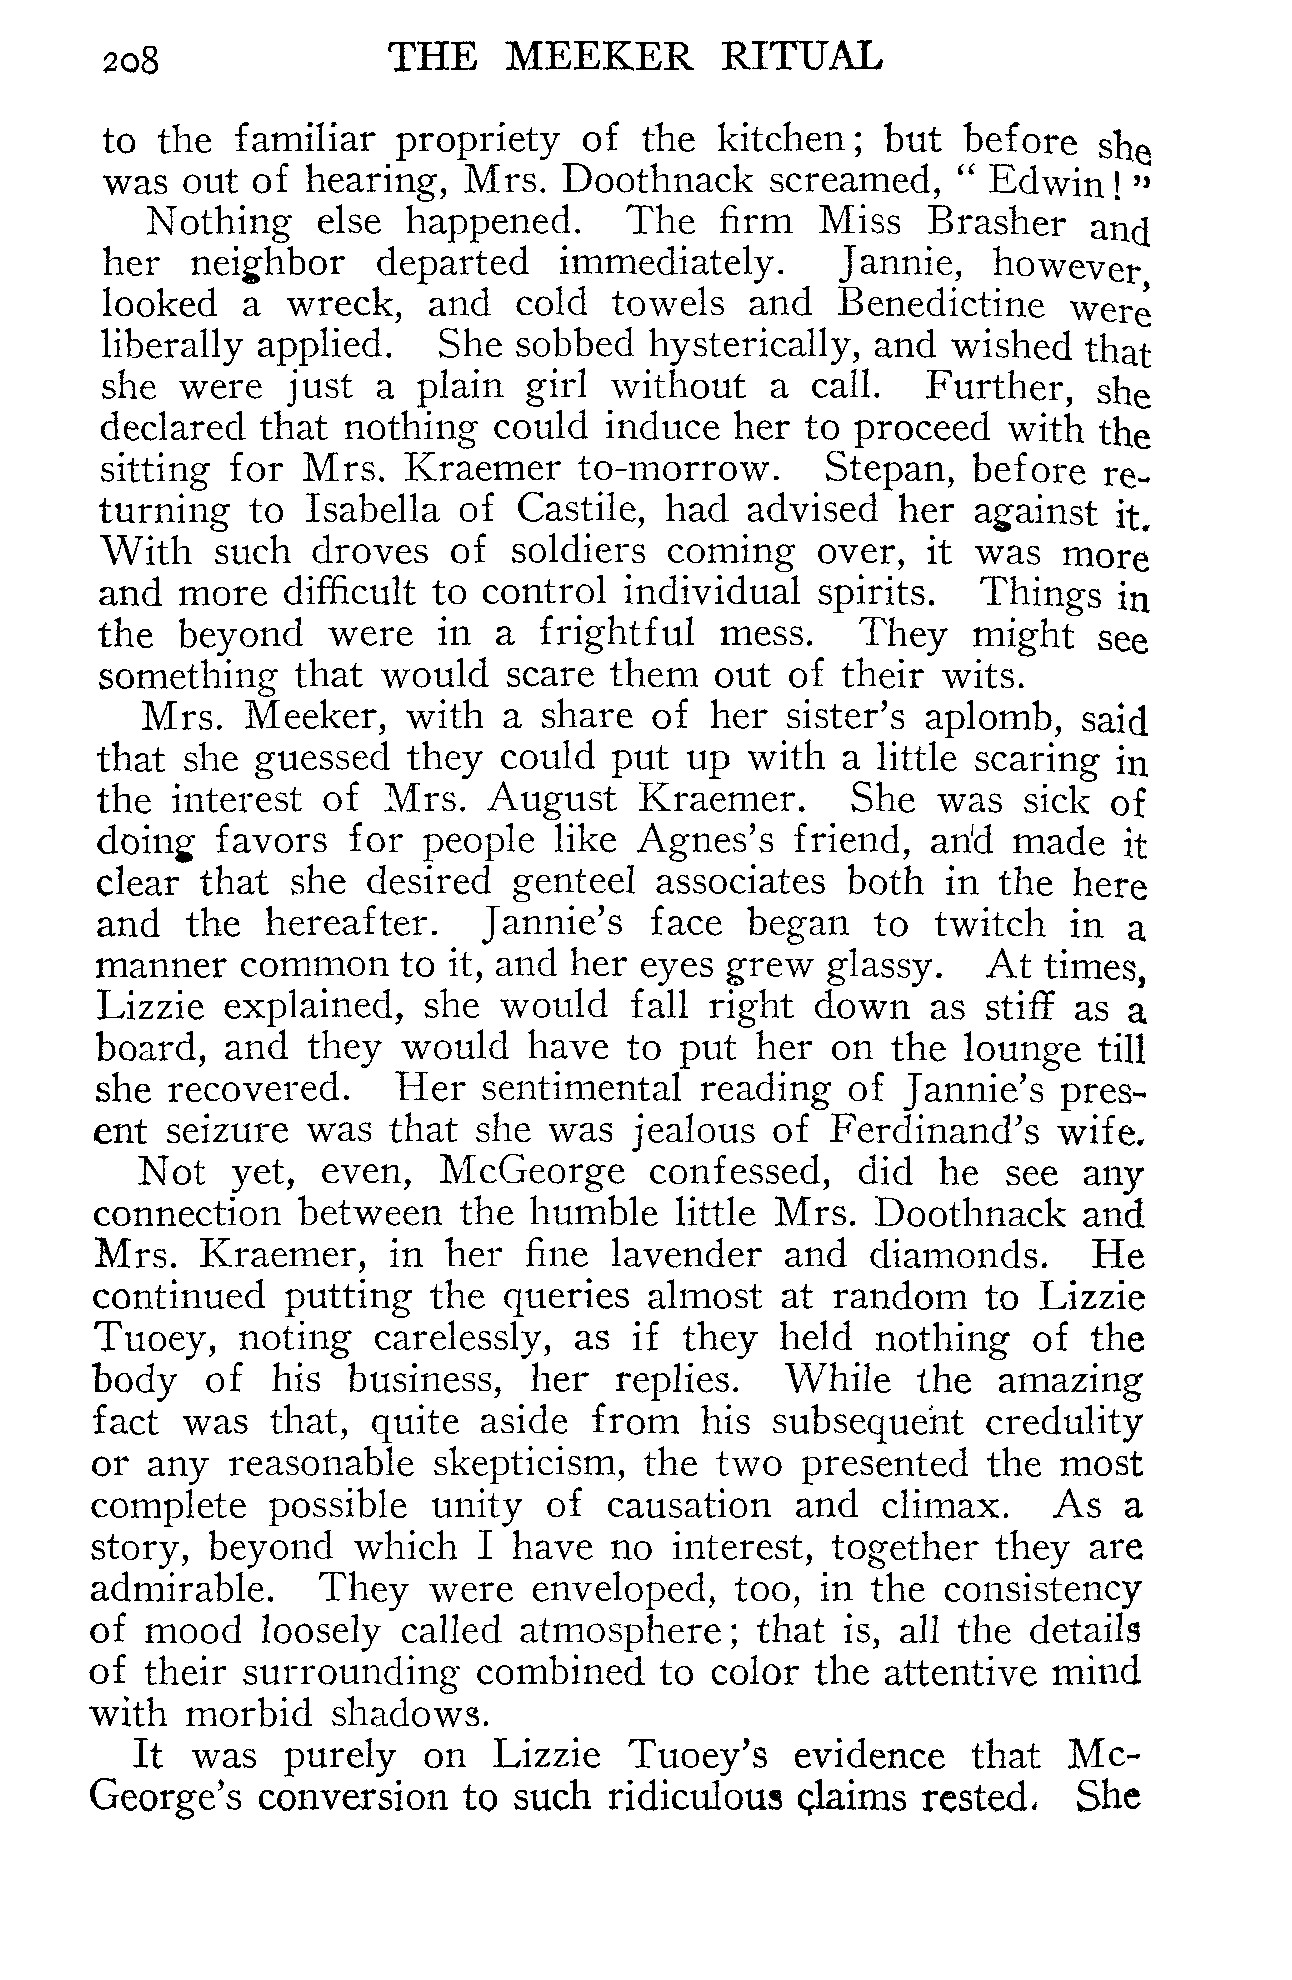 208 THE MEEKER RITUAL
to the familiar propriety of the kitchen; but before she
was out of hearing, Mrs. Doothnack screamed, “ Edwin! ”
Nothing else happened. The firm Miss Brasher and
her neighbor departed immediately. Jannie, however,
looked a wreck, and cold towels and Benedictine were
liberally applied. She sobbed hysterically, and wished that
she were just a plain girl without a call. Further, she
declared that nothing could induce her to proceed with the
sitting for Mrs. Kraemer to-morrow. Stepan, before re-
turning to Isabella of Castile, had advised her against it.
With such droves of soldiers coming over, it was more
and more difficult to control individual spirits. Things in
the beyond were in a frightful mess. They might see
something that would scare them out of their wits.
Mrs. Meeker, with a share of her sister’s aplomb, said
that she guessed they could put up with a little scaring in
the interest of Mrs. August Kraemer. She was sick of
doing favors for people like Agnes’s friend, and made it
clear that she desired genteel associates both in the here
and the hereafter. Jannie’s face began to twitch in a
manner common to it, and her eyes grew glassy. At times,
Lizzie explained, she would fall right down as stiff as a
board, and they would have to put her on the lounge till
she recovered. Her sentimental reading of Jannie’s pres-
ent seizure was that she was jealous of Ferdinand’s wife.
Not yet, even, McGeorge confessed, did he see any
connection between the humble little Mrs. Doothnack and
Mrs. Kraemer, in her fine lavender and diamonds. He
continued putting the queries almost at random to Lizzie
Tuoey, noting carelessly, as if they held nothing of the
body of his business, her replies. While the amazing
fact was that, quite aside from his subsequent credulity
or any reasonable skepticism, the two presented the most
complete possible unity of causation and climax. As a
story, beyond which I have no interest, together they are
admirable. They were enveloped, too, in the consistency
of mood loosely called atmosphere; that is, all the details
of their surrounding combined to color the attentive mind
with morbid shadows.
It was purely on Lizzie Tuoey’s evidence that Mc-
George’s conversion to such ridiculous claims rested. She